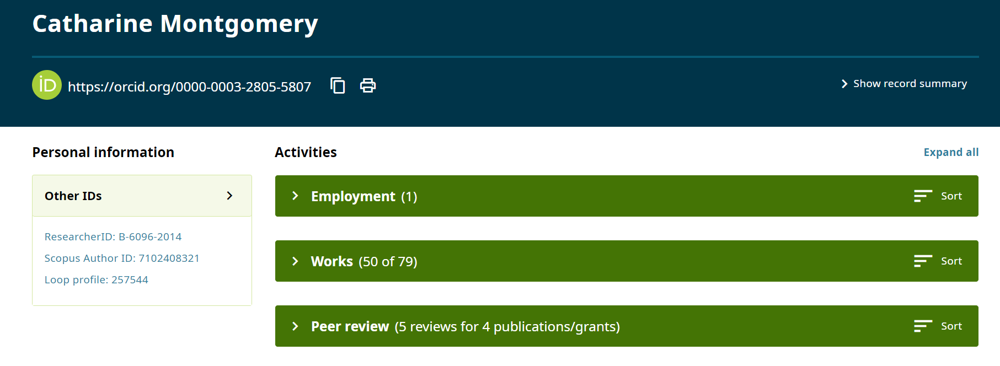 Catharine Montgomery
iD https://orcid.org/0000-0003-2805-5807
Show record summary
Personal information
Other IDs
ResearcherID: B-6096-2014
Scopus Author ID: 7102408321
Loop profile: 257544
Activities
Expand all
Employment (1)
Sort
Works (50 of 79)
Sort
Peer review (5 reviews for 4 publications/grants)
Sort